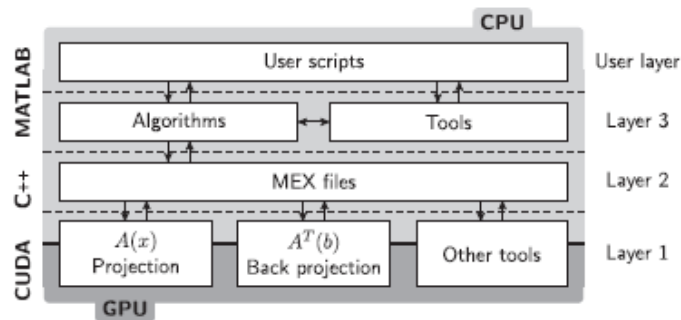 CPU
MATLAB
User scripts
User layer
Algorithms
Tools
Layer 3
C++
MEX files
Layer 2
CUDA
A(x)
Projection
A^T(b)
Back projection
Other tools
Layer 1
GPU